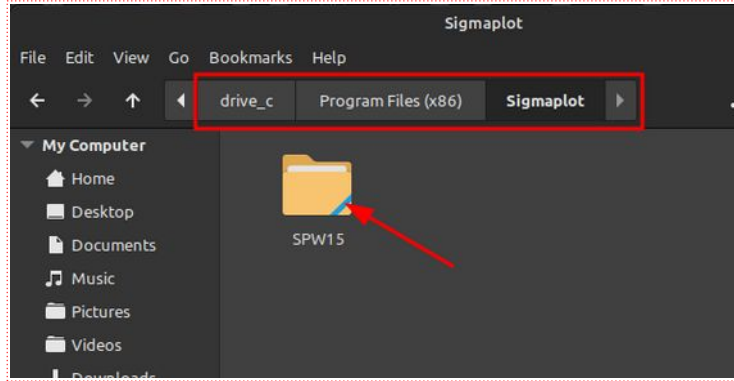 Sigmaplot
File Edit View Go Bookmarks Help
drive_c Program Files (x86) Sigmaplot
My Computer
Home
Desktop
Documents
Music
Pictures
Videos
Downloads
SPW15